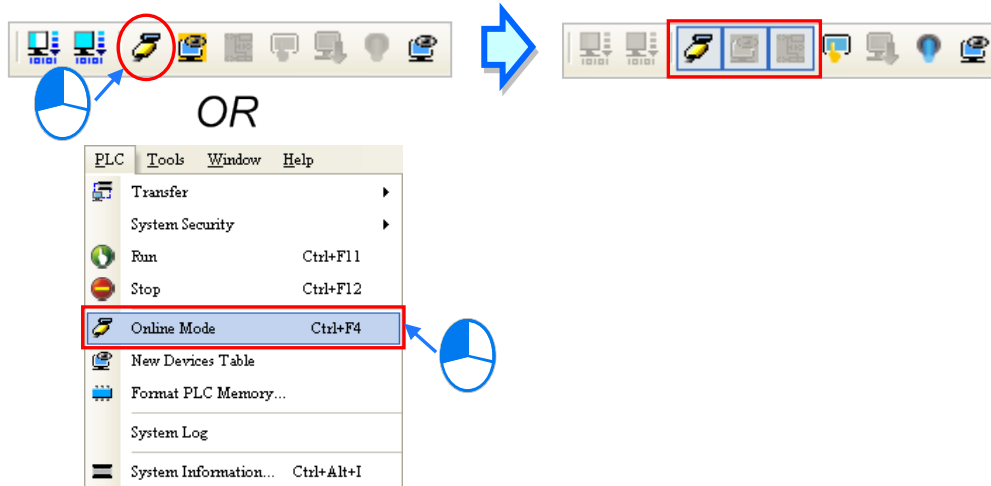 OR
PLC Tools Window Help
Transfer
System Security
Run Ctrl+F11
Stop Ctrl+F12
Online Mode Ctrl+F4
New Devices Table
Format PLC Memory...
System Log
System Information... Ctrl+Alt+I